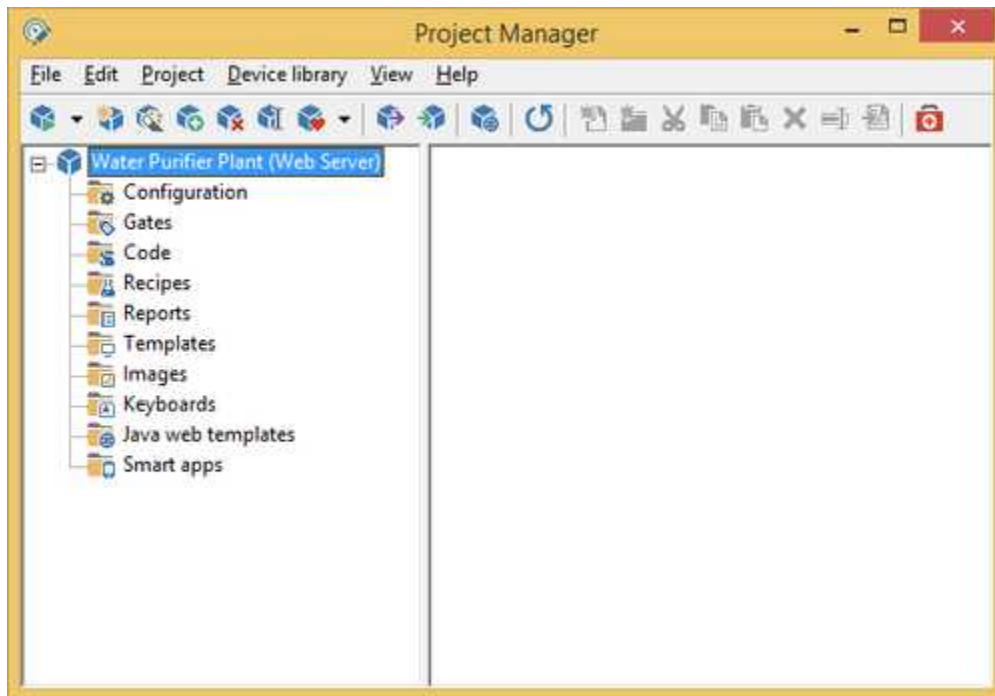 Project Manager
File Edit Project Device library View Help
Water Purifier Plant (Web Server)
Configuration
Gates
Code
Recipes
Reports
Templates
Images
Keyboards
Java web templates
Smart apps